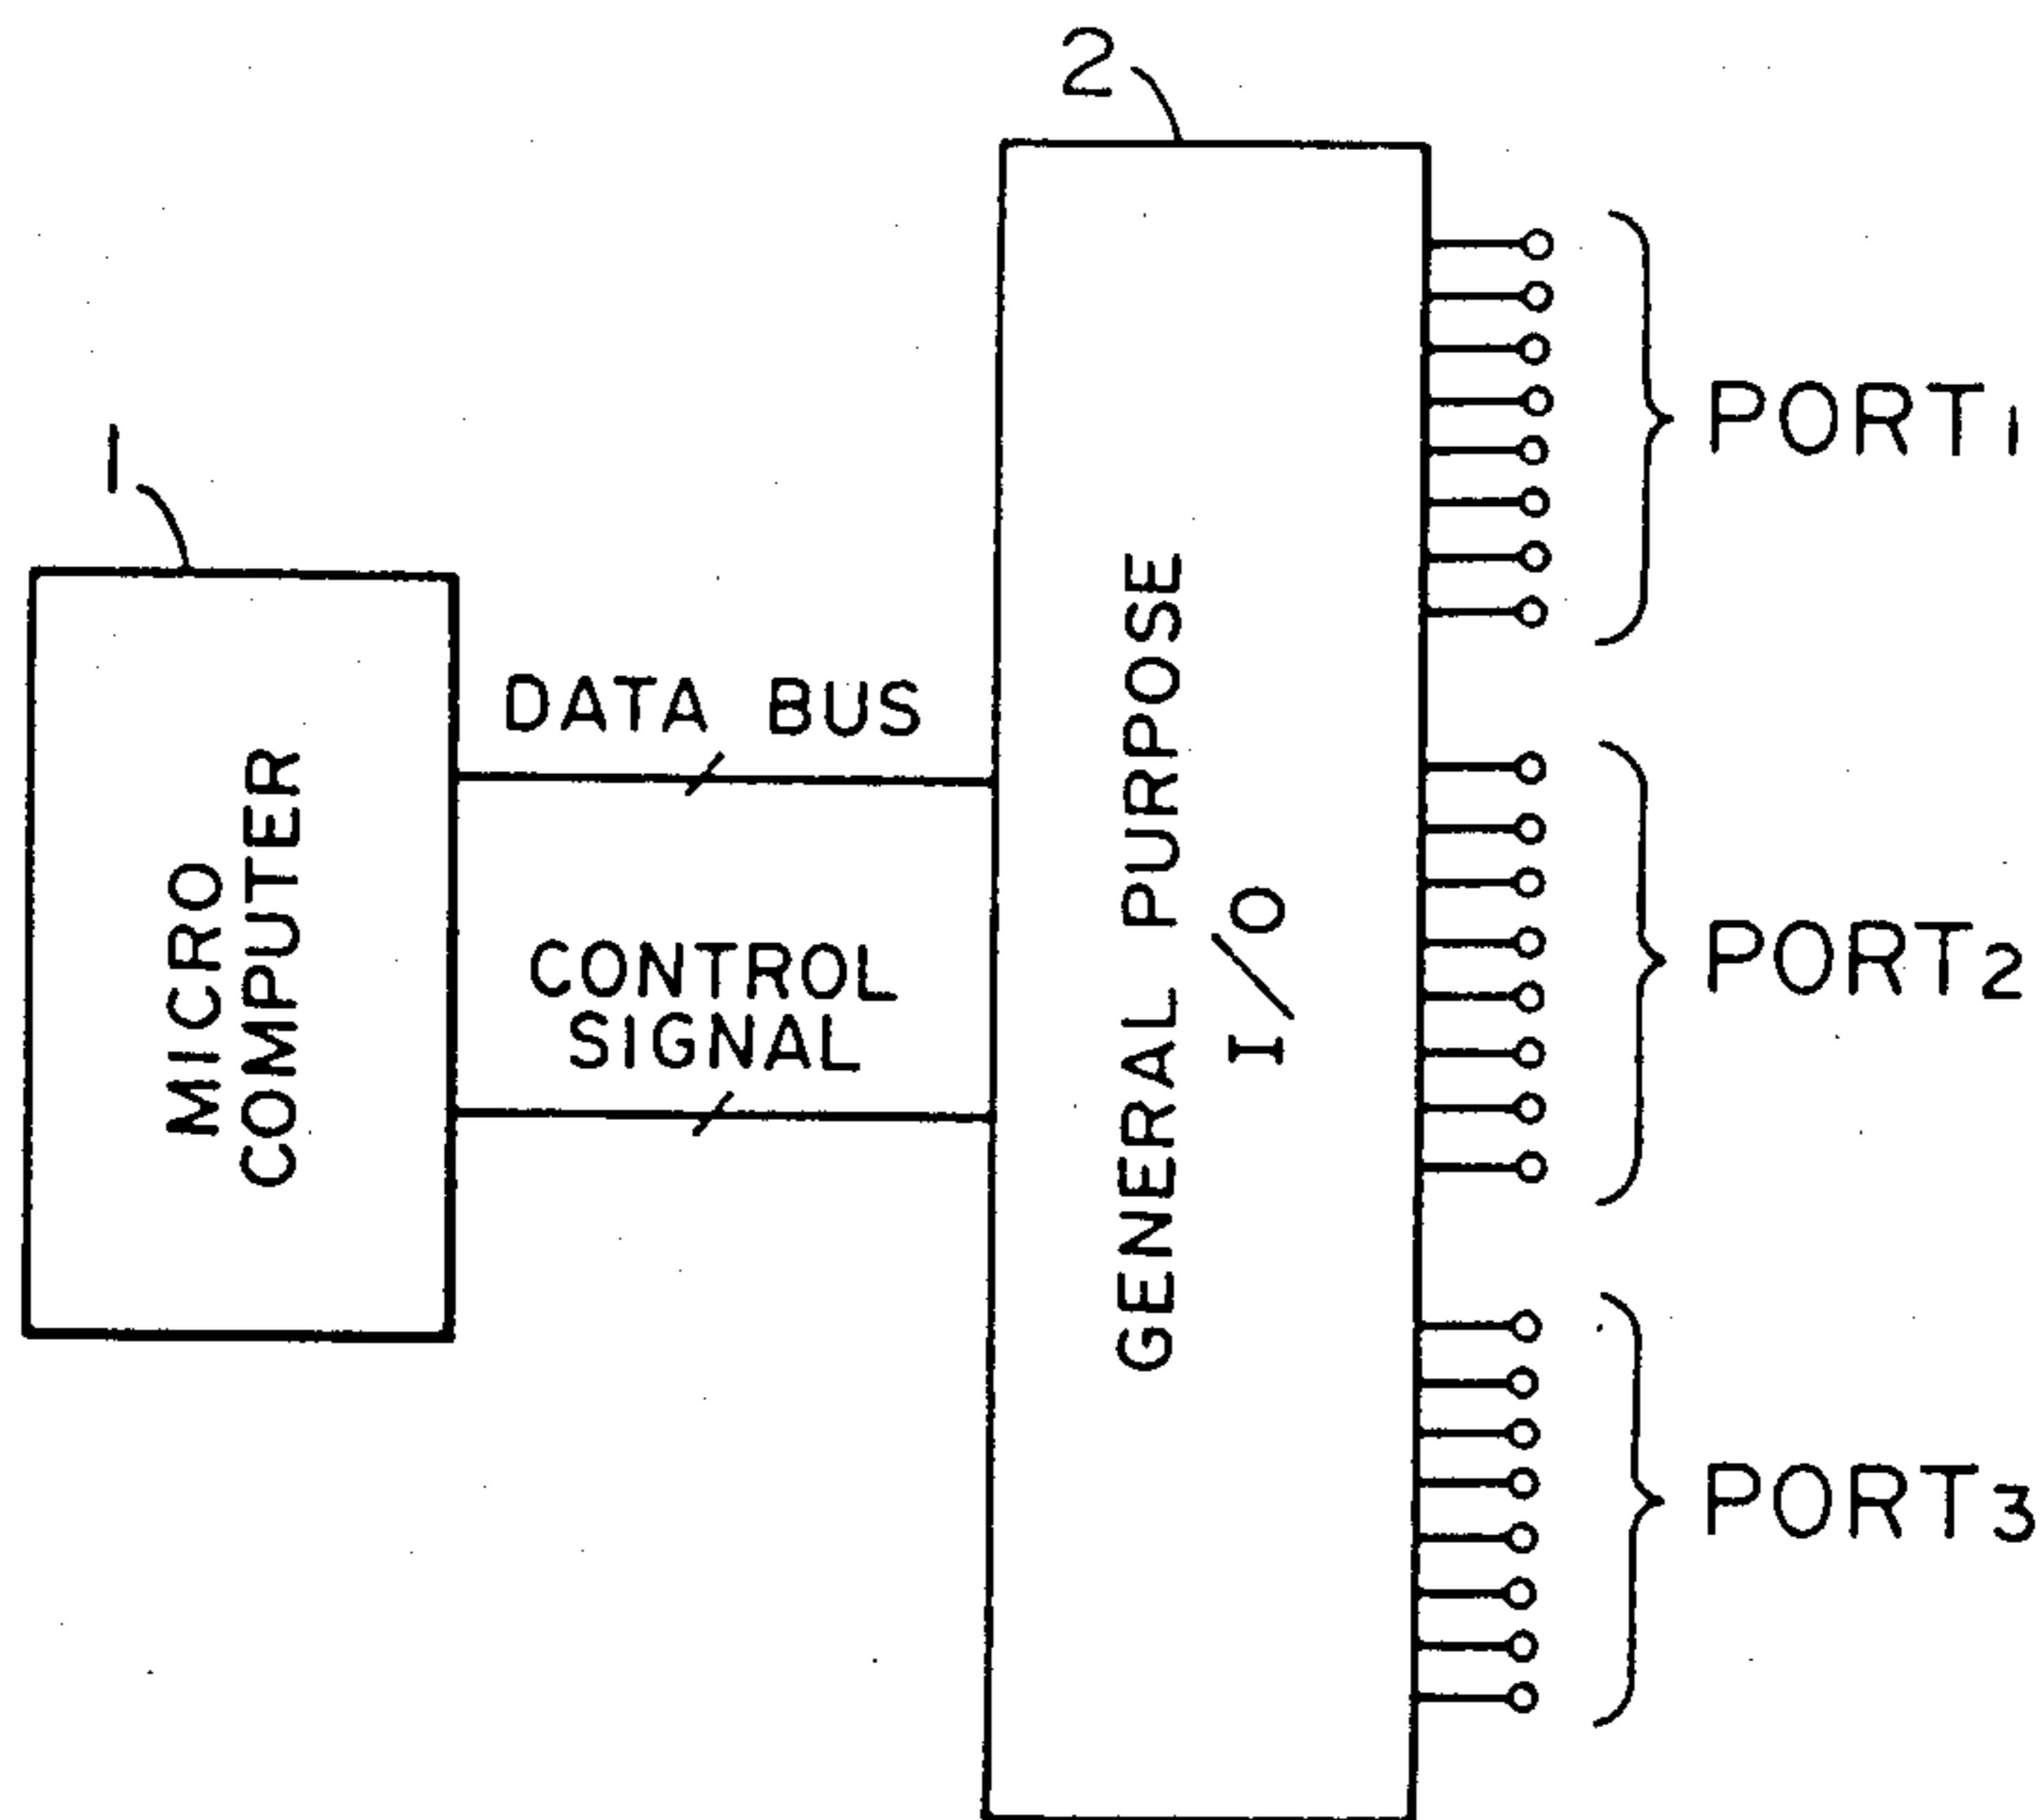 2
1
MICRO
COMPUTER
DATA BUS
CONTROL
SIGNAL
GENERAL PURPOSE
I/O
PORT1
PORT2
PORT3